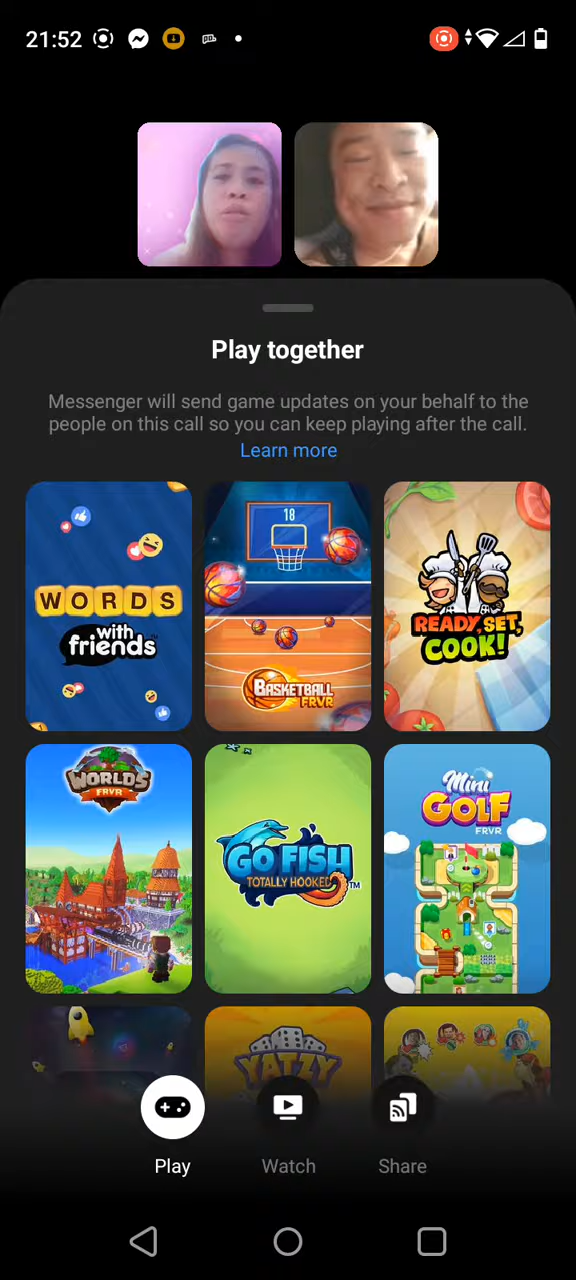 21:52
Play together
Messenger will send game updates on your behalf to the
people on this call so you can keep playing after the call.
Learn more
WORDS
with
friends
18
BASKETBALL
FRVR
READY, SET,
COOK!
WORLDS
FRVR
GO FISH
TOTALLY HOOKED™
Mini
GOLF
FRVR
YATZY
Play
Watch
Share